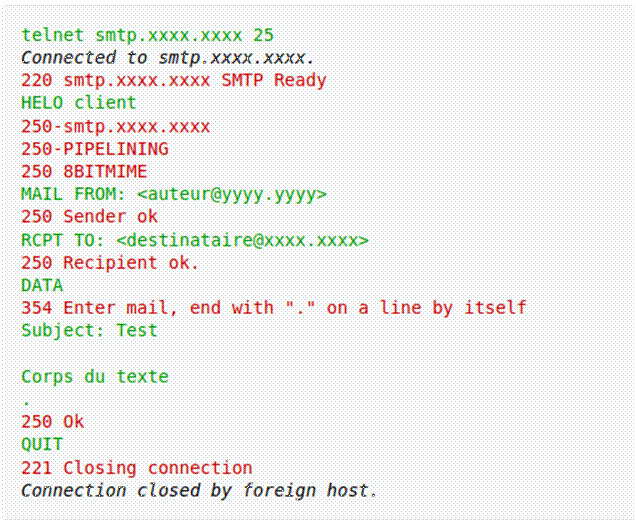 telnet smtp.xxxx.xxxx 25
Connected to smtp.xxxx.xxxx.
220 smtp.xxxx.xxxx SMTP Ready
HELO client
250-smtp.xxxx.xxxx
250-PIPELINING
250 8BITMIME
MAIL FROM: <auteur@yyyy.yyyy>
250 Sender ok
RCPT TO: <destinataire@xxxx.xxxx>
250 Recipient ok.
DATA
354 Enter mail, end with "." on a line by itself
Subject: Test

Corps du texte
.
250 Ok
QUIT
221 Closing connection
Connection closed by foreign host.